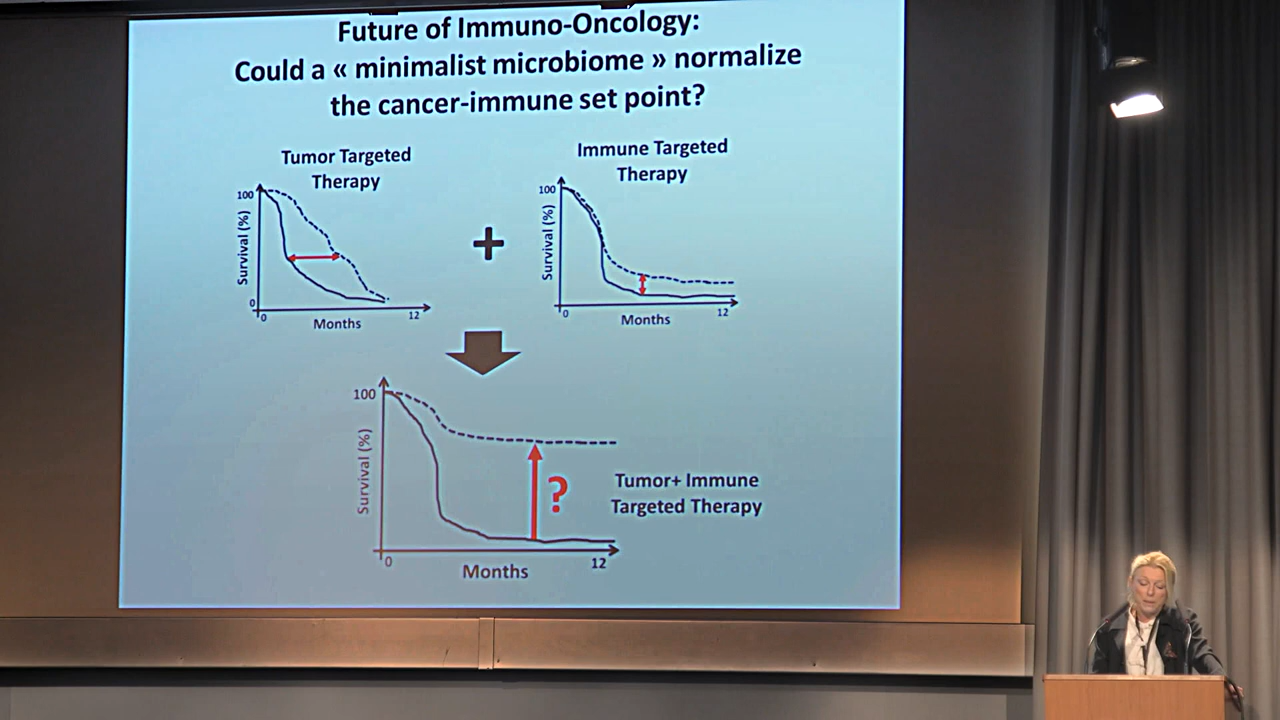 Future of Immuno-Oncology:
Could a « minimalist microbiome » normalize
the cancer-immune set point?
Tumor Targeted
Therapy
100
Survival (%)
0
0
Months
12
+
Immune Targeted
Therapy
100
Survival (%)
0
Months
12
100
Survival (%)
0
Months
12
?
Tumor+ Immune
Targeted Therapy